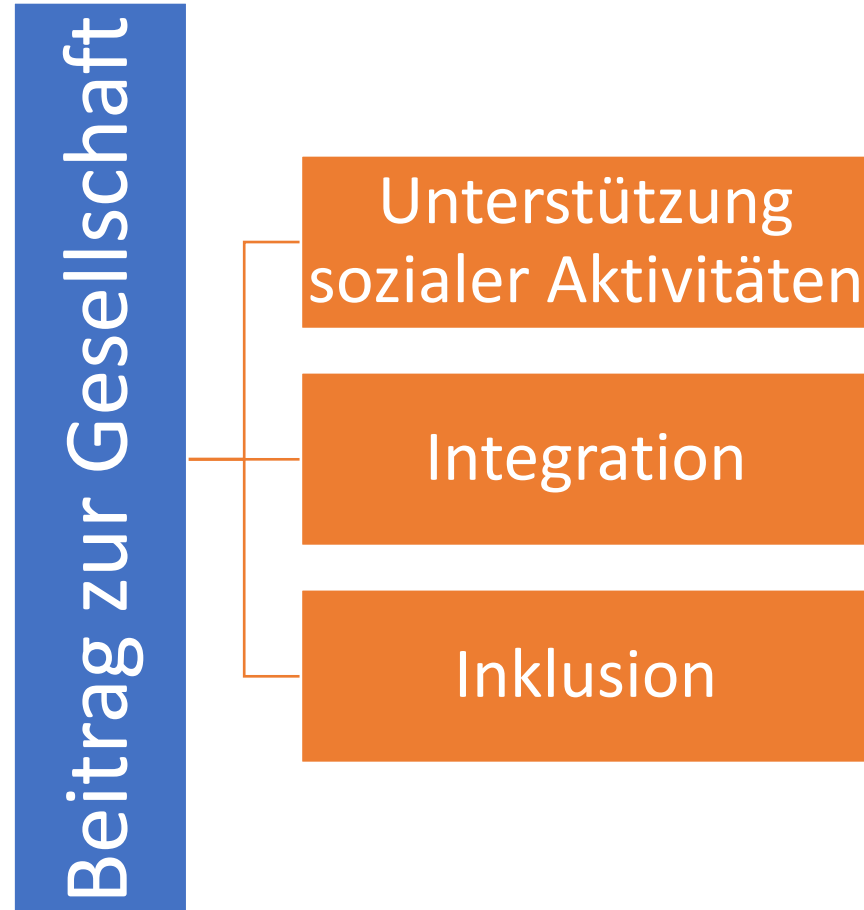 Beitrag zur Gesellschaft
Unterstützung
sozialer Aktivitäten
Integration
Inklusion